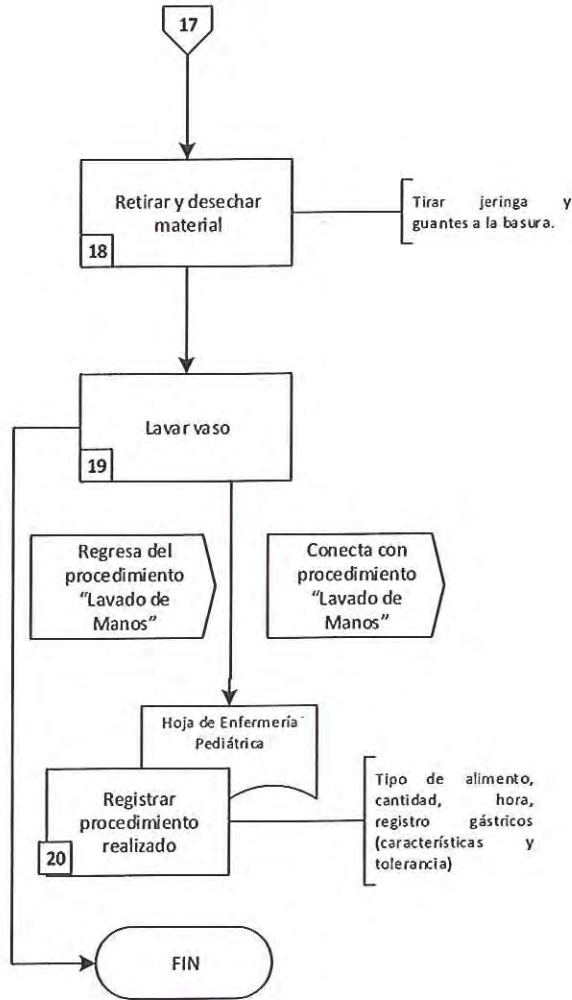 17
Retirar y desechar
material
18
Tirar jeringa y
guantes a la basura.
Lavar vaso
19
Regresa del
procedimiento
“Lavado de
Manos”
Conecta con
procedimiento
“Lavado de
Manos”
Hoja de Enfermería
Pediátrica
Registrar
procedimiento
realizado
20
Tipo de alimento,
cantidad, hora,
registro gástricos
(características y
tolerancia)
FIN